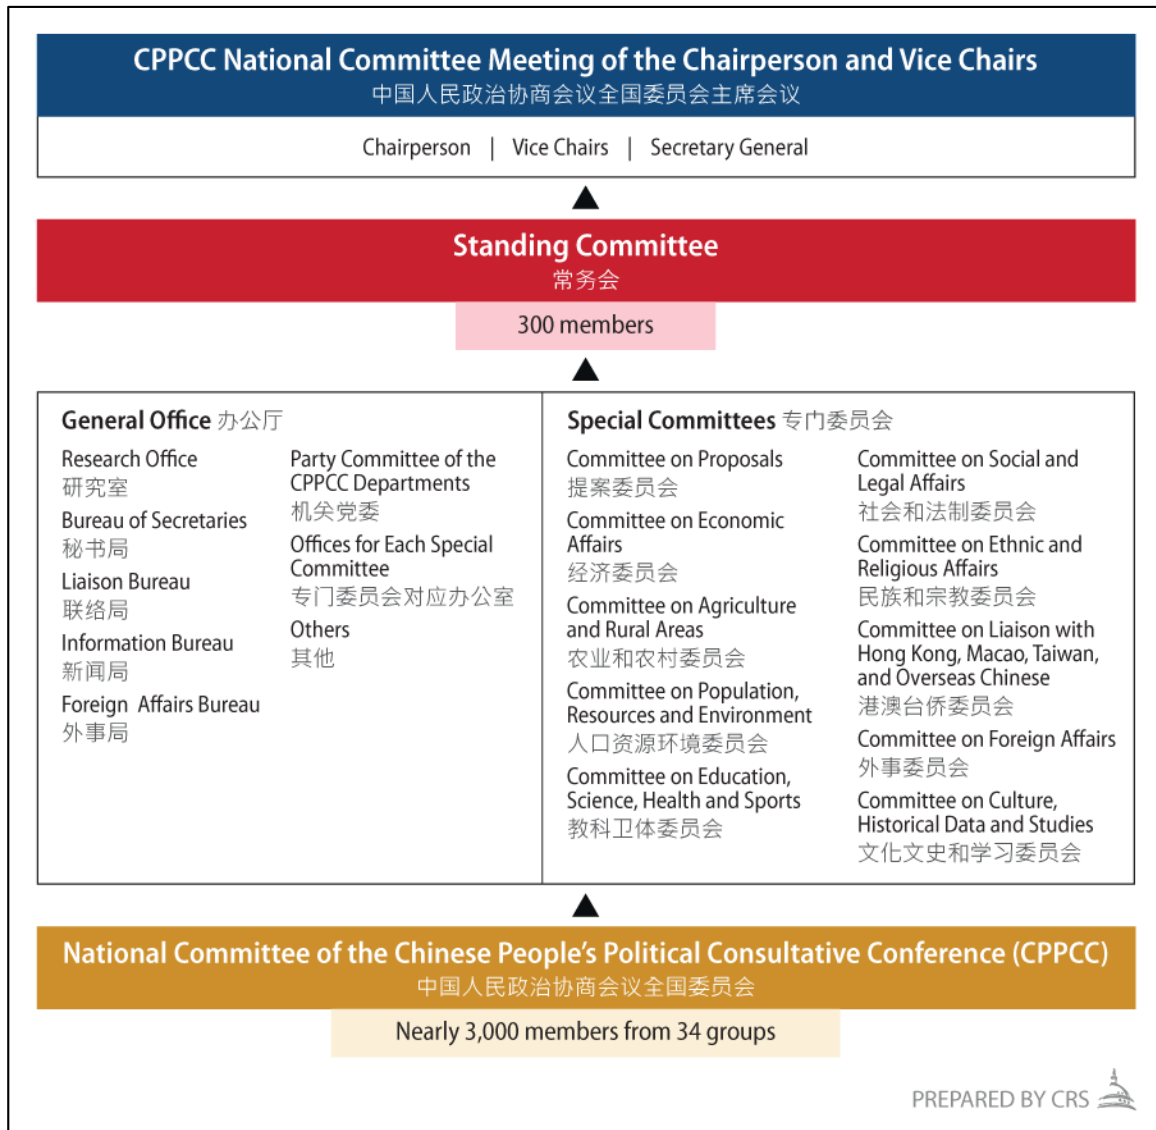 CPPCC National Committee Meeting of the Chairperson and Vice Chairs
中国人民政治协商会议全国委员会主席会议
Chairperson | Vice Chairs | Secretary General
Standing Committee
常务会
300 members
General Office 办公厅
Research Office
研究室
Bureau of Secretaries
秘书局
Liaison Bureau
联络局
Information Bureau
新闻局
Foreign Affairs Bureau
外事局
Party Committee of the
CPPCC Departments
机关党委
Offices for Each Special
Committee
专门委员会对应办公室
Others
其他
Special Committees 专门委员会
Committee on Proposals
提案委员会
Committee on Economic
Affairs
经济委员会
Committee on Agriculture
and Rural Areas
农业和农村委员会
Committee on Population,
Resources and Environment
人口资源环境委员会
Committee on Education,
Science, Health and Sports
教科卫体委员会
Committee on Social and
Legal Affairs
社会和法制委员会
Committee on Ethnic and
Religious Affairs
民族和宗教委员会
Committee on Liaison with
Hong Kong, Macao, Taiwan,
and Overseas Chinese
港澳台侨委员会
Committee on Foreign Affairs
外事委员会
Committee on Culture,
Historical Data and Studies
文化文史和学习委员会
National Committee of the Chinese People's Political Consultative Conference (CPPCC)
中国人民政治协商会议全国委员会
Nearly 3,000 members from 34 groups
PREPARED BY CRS